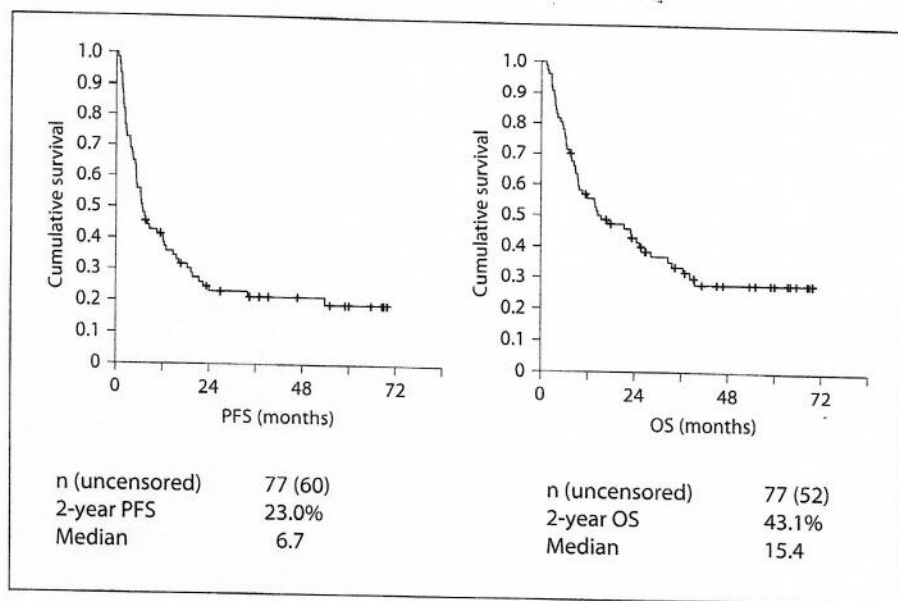 1.0
0.9
0.8
0.7
0.6
0.5
0.4
0.3
0.2
0.1
0
Cumulative survival
0 24 48 72
PFS (months)
n (uncensored) 77 (60)
2-year PFS 23.0%
Median 6.7
1.0
0.9
0.8
0.7
0.6
0.5
0.4
0.3
0.2
0.1
0
Cumulative survival
0 24 48 72
OS (months)
n (uncensored) 77 (52)
2-year OS 43.1%
Median 15.4